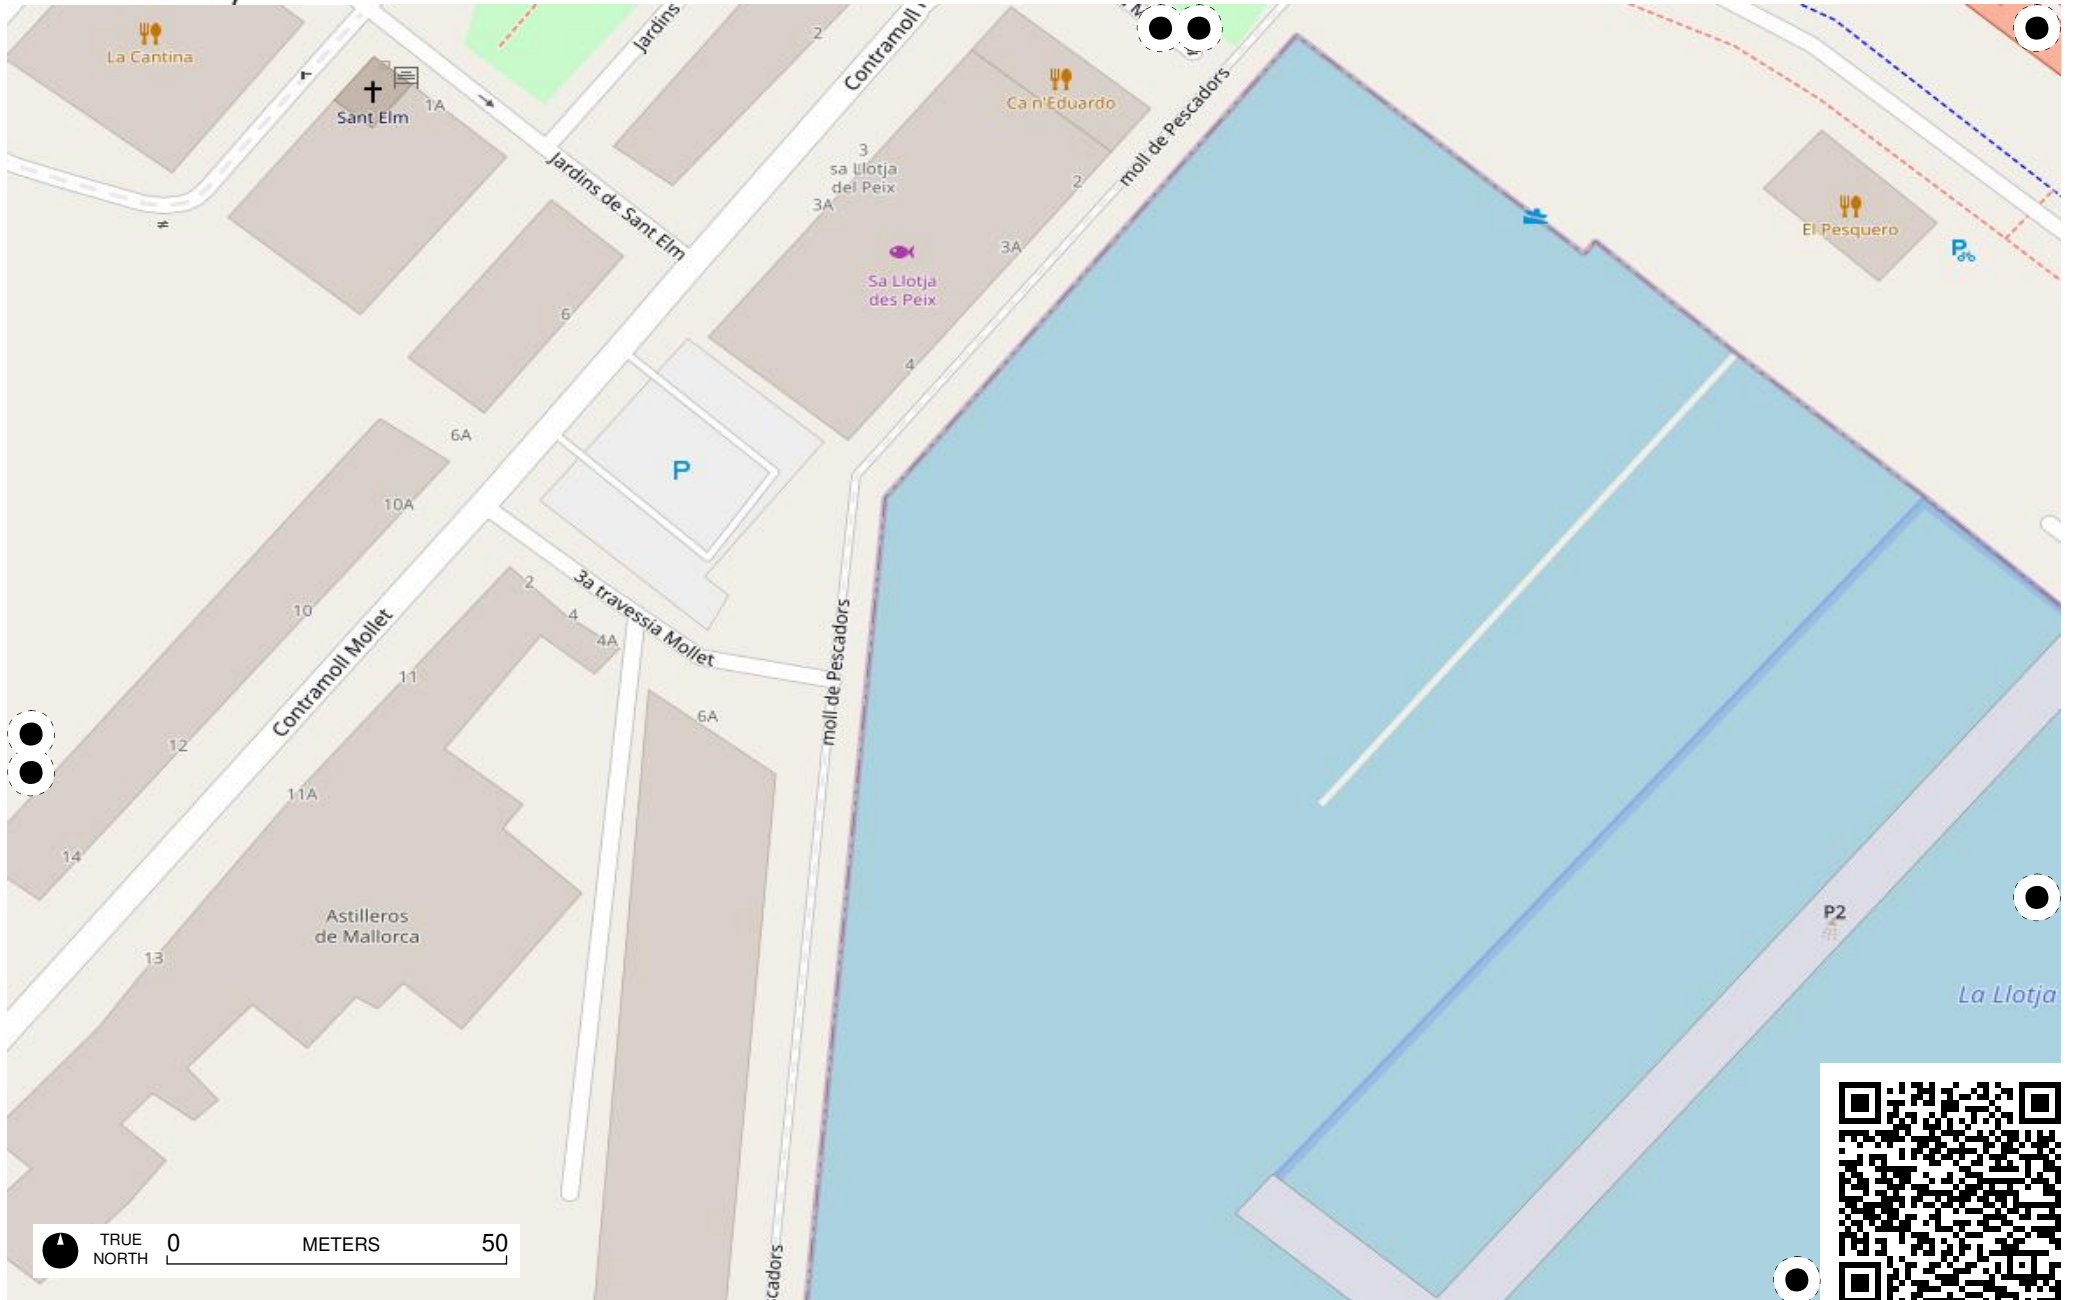 La Cantina
Sant Elm
1A
Jardins
2
Contramoll
Ca n'Eduardo
moll de Pescadors
3
sa Llotja
del Peix
3A
2
3A
Sa Llotja
des Peix
4
El Pesquero
P
Jardins de Sant Elm
6
6A
P
10A
10
Contramoll Mollet
2
4
4A
3a travessia Mollet
moll de Pescadors
11
6A
12
11A
14
Astilleros
de Mallorca
13
P2
La Llotja
TRUE
NORTH
0 METERS 50
cadors